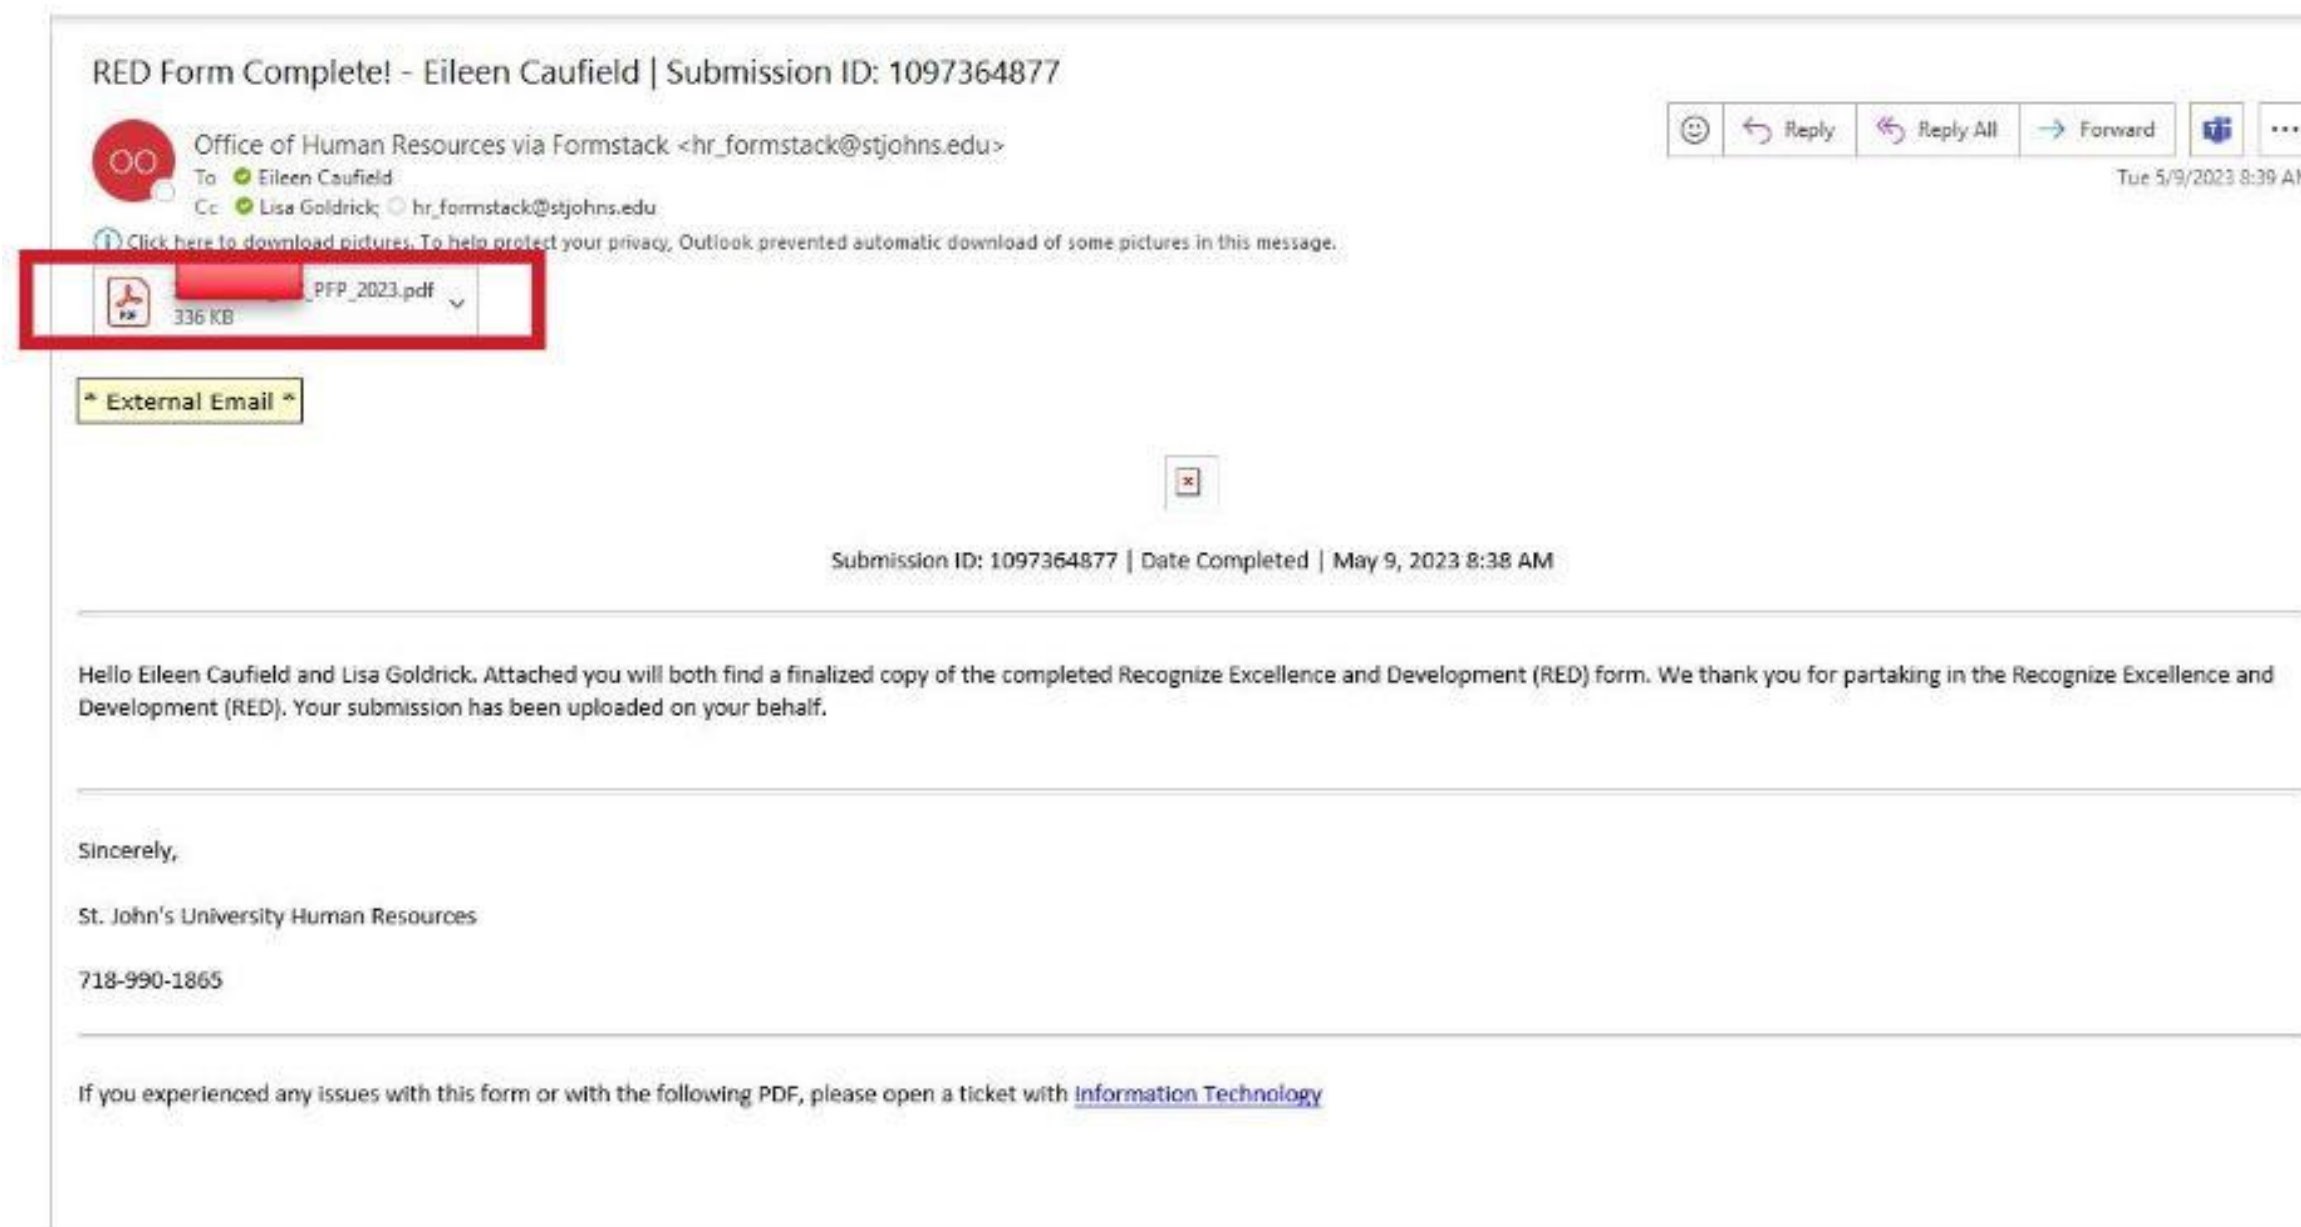 RED Form Complete! - Eileen Caufield | Submission ID: 1097364877
OO
Office of Human Resources via Formstack <hr_formstack@stjohns.edu>
To Eileen Caufield
Cc Lisa Goldrick; hr_formstack@stjohns.edu
Reply Reply All Forward ...
Tue 5/9/2023 8:39 AM
Click here to download pictures. To help protect your privacy, Outlook prevented automatic download of some pictures in this message.
PDF
_PFP_2023.pdf
336 KB
* External Email *
Submission ID: 1097364877 | Date Completed | May 9, 2023 8:38 AM
Hello Eileen Caufield and Lisa Goldrick. Attached you will both find a finalized copy of the completed Recognize Excellence and Development (RED) form. We thank you for partaking in the Recognize Excellence and
Development (RED). Your submission has been uploaded on your behalf.
Sincerely,
St. John's University Human Resources
718-990-1865
If you experienced any issues with this form or with the following PDF, please open a ticket with Information Technology